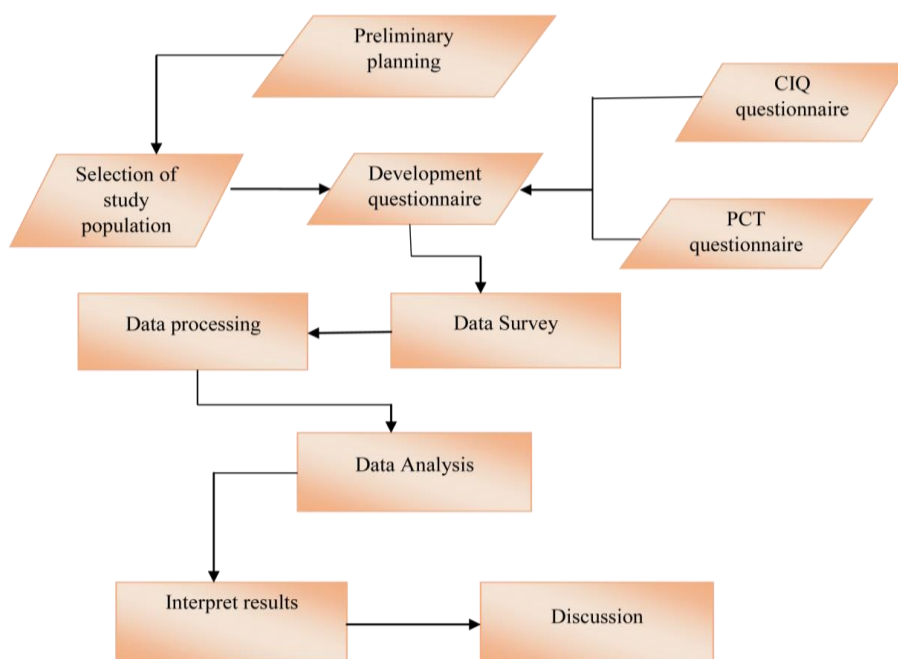 Preliminary
planning
CIQ
questionnaire
Selection of
study
population
Development
questionnaire
PCT
questionnaire
Data processing
Data Survey
Data Analysis
Interpret results
Discussion